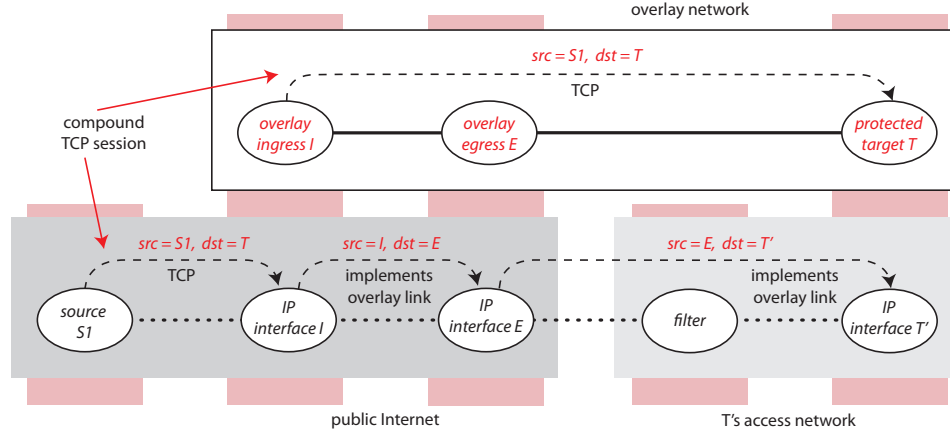 overlay network
src = S1, dst = T
TCP
compound
TCP session
overlay
ingress I
overlay
egress E
protected
target T
src = S1, dst = T
TCP
src = I, dst = E
implements
overlay link
src = E, dst = T'
implements
overlay link
source
S1
IP
interface I
IP
interface E
filter
IP
interface T'
public Internet
T's access network